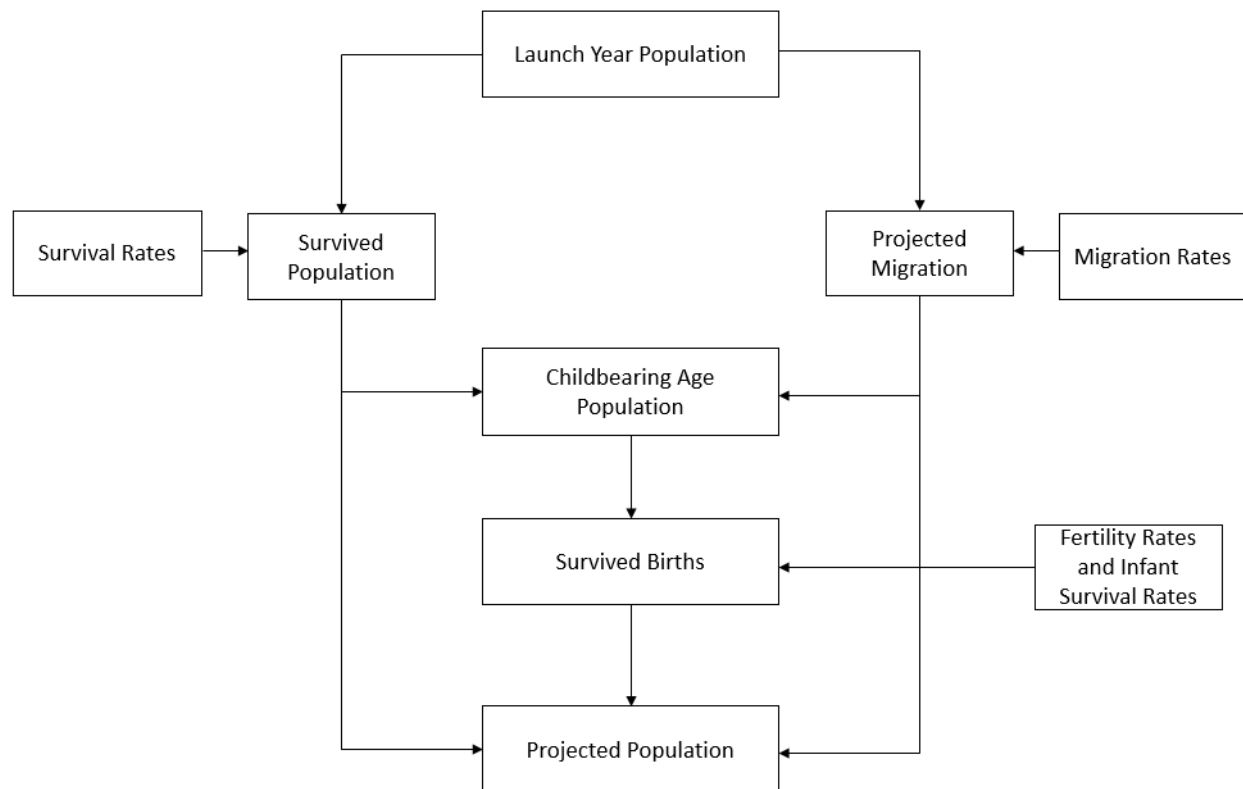 Launch Year Population
Survival Rates
Survived
Population
Projected
Migration
Migration Rates
Childbearing Age
Population
Survived Births
Fertility Rates
and Infant
Survival Rates
Projected Population